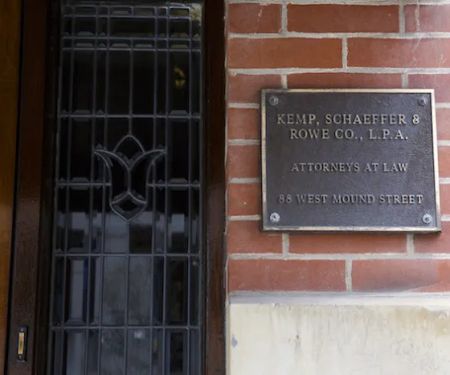 KEMP, SCHAEFFER &
ROWE CO., L.P.A.
ATTORNEYS AT LAW
88 WEST MOUND STREET